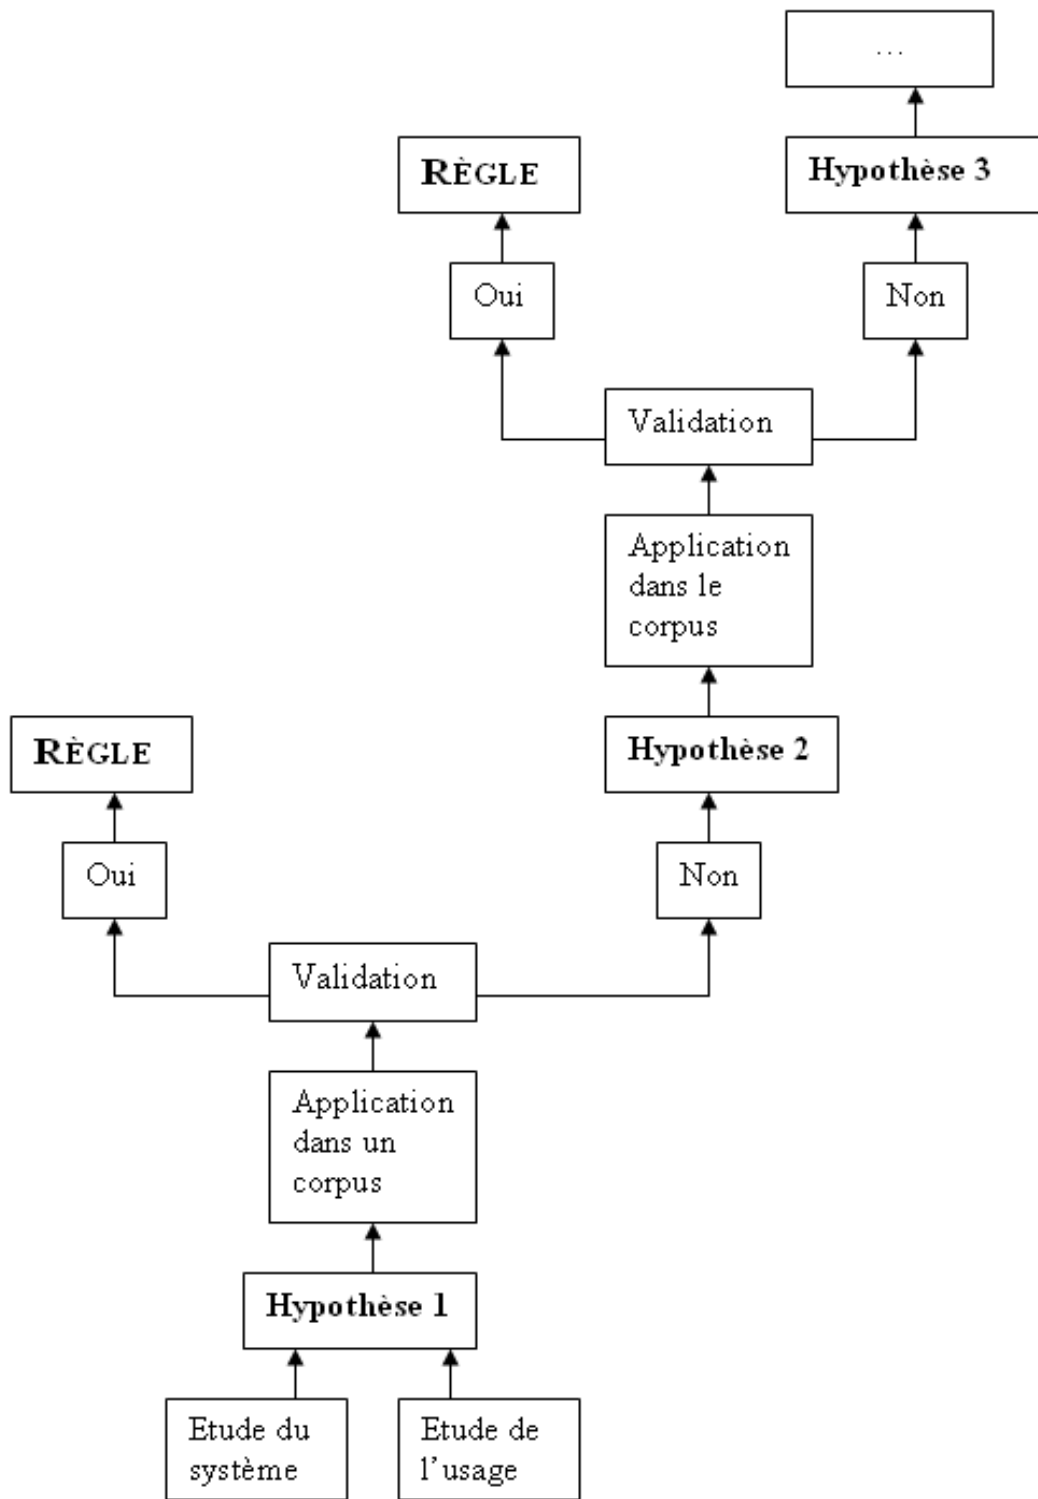 ...
RÈGLE
Hypothèse 3
Oui
Non
Validation
Application
dans le
corpus
RÈGLE
Hypothèse 2
Oui
Non
Validation
Application
dans un
corpus
Hypothèse 1
Etude du
système
Etude de
l'usage